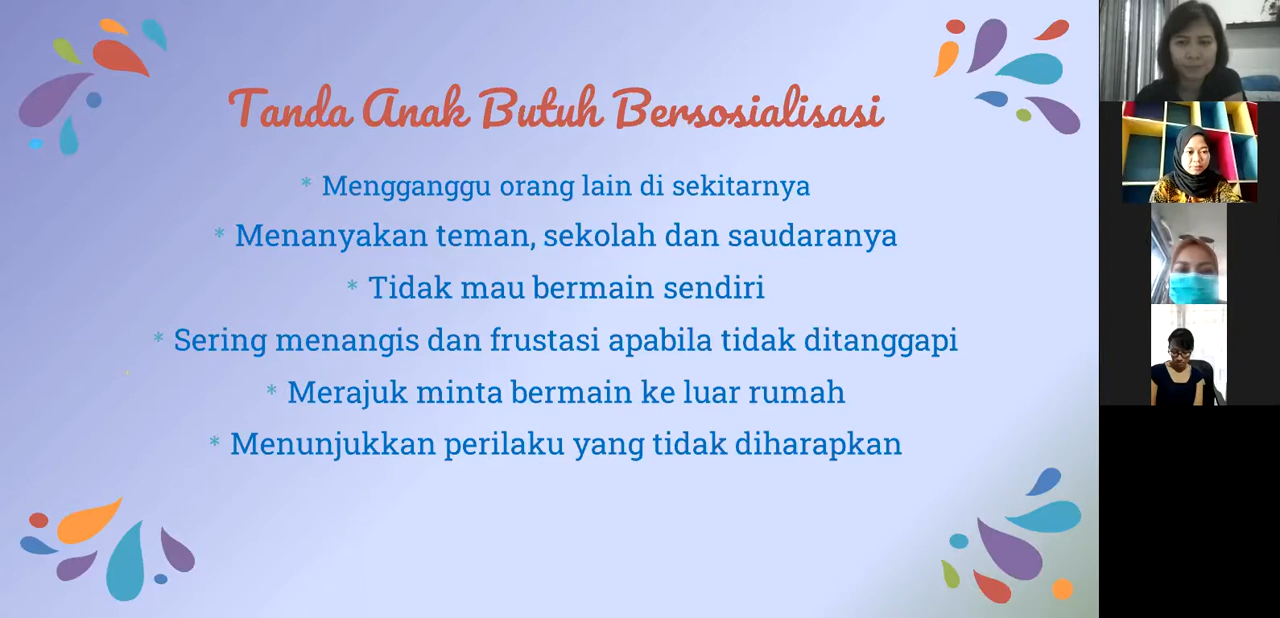 Tanda Anak Butuh Bersosialisasi
* Mengganggu orang lain di sekitarnya
* Menanyakan teman, sekolah dan saudaranya
* Tidak mau bermain sendiri
* Sering menangis dan frustasi apabila tidak ditanggapi
* Merajuk minta bermain ke luar rumah
* Menunjukkan perilaku yang tidak diharapkan